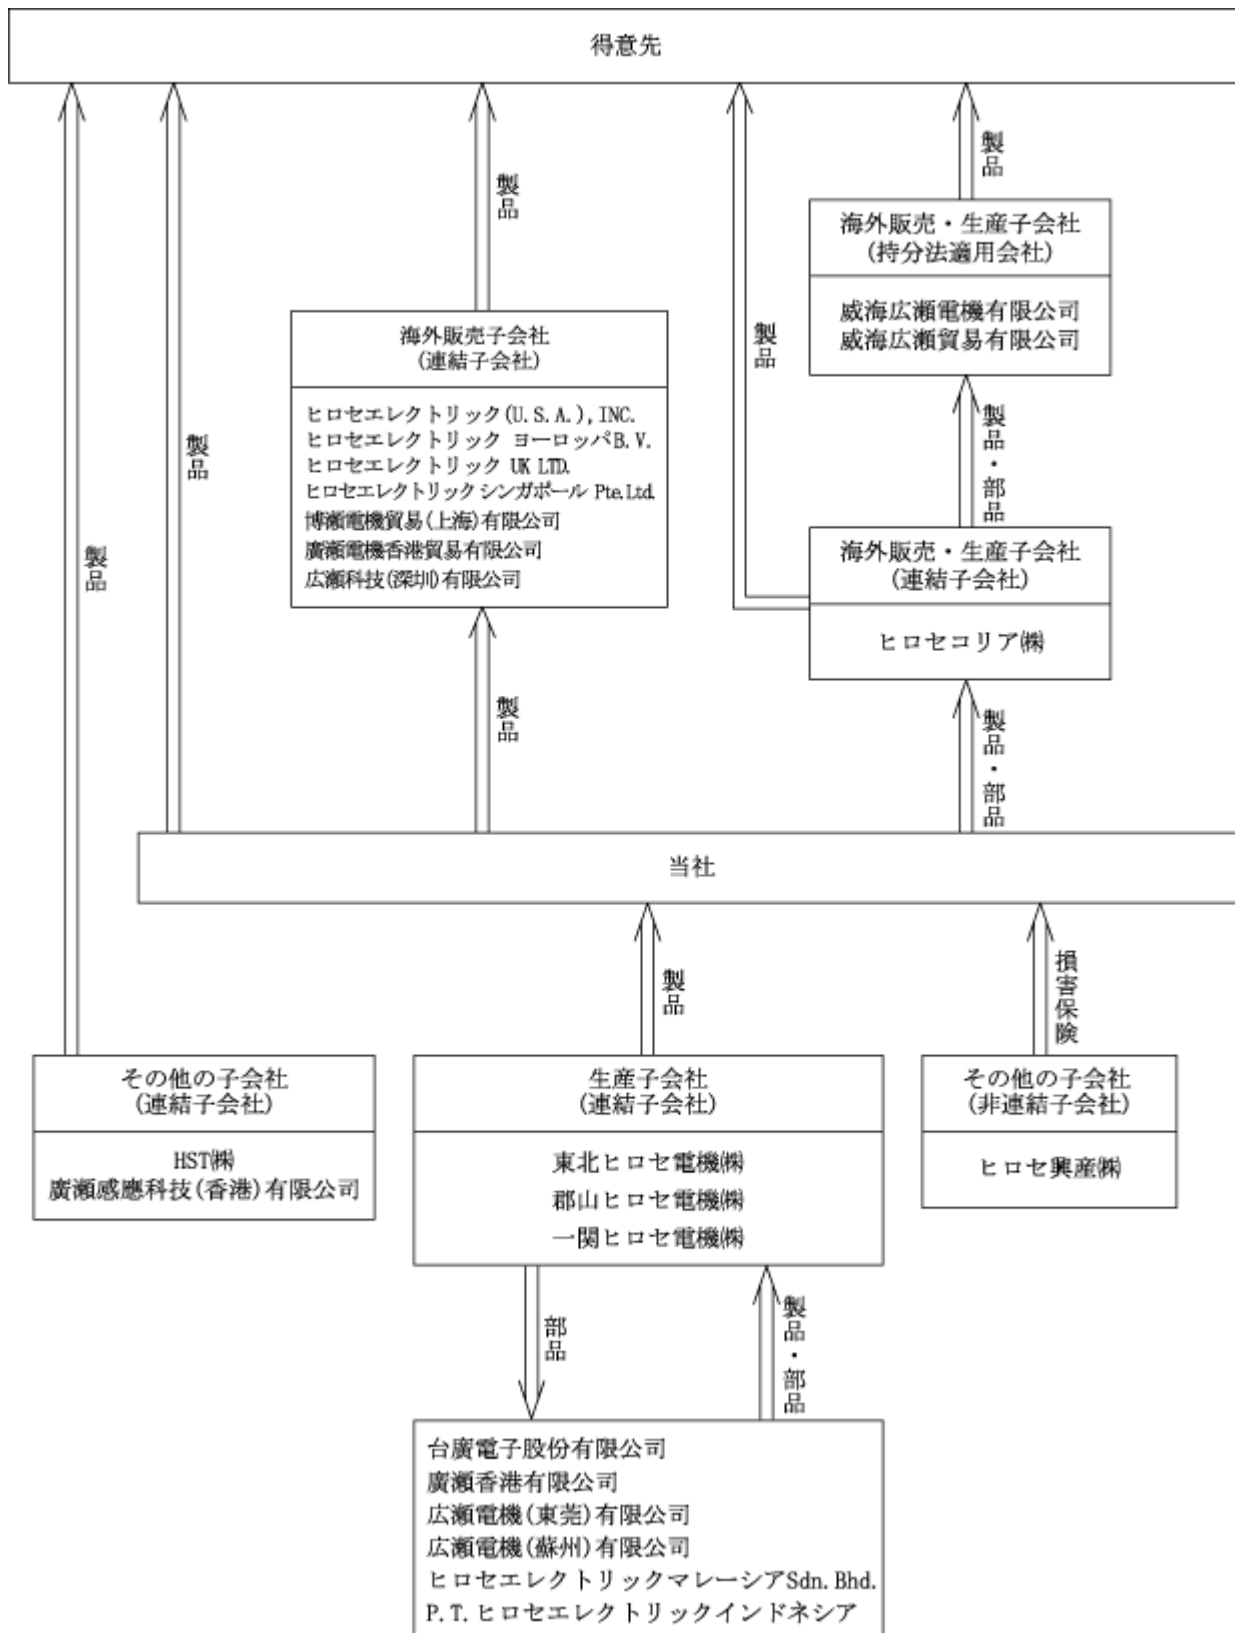 得意先
製品
海外販売・生産子会社
(持分法適用会社)
威海広瀬電機有限公司
威海広瀬貿易有限公司
製品
海外販売子会社
(連結子会社)
ヒロセエレクトリック(U.S.A.),INC.
ヒロセエレクトリック ヨーロッパB.V.
ヒロセエレクトリック UK LTD.
ヒロセエレクトリックシンガポール Pte.Ltd.
博瀬電機貿易(上海)有限公司
廣瀬電機香港貿易有限公司
広瀬科技(深圳)有限公司
製品
製品・部品
製品
製品
海外販売・生産子会社
(連結子会社)
ヒロセコリア㈱
製品
製品・部品
当社
製品
損害保険
その他の子会社
(連結子会社)
HST㈱
廣瀬感應科技(香港)有限公司
生産子会社
(連結子会社)
東北ヒロセ電機㈱
郡山ヒロセ電機㈱
一関ヒロセ電機㈱
その他の子会社
(非連結子会社)
ヒロセ興産㈱
部品
製品・部品
台廣電子股份有限公司
廣瀬香港有限公司
広瀬電機(東莞)有限公司
広瀬電機(蘇州)有限公司
ヒロセエレクトリックマレーシアSdn.Bhd.
P.T.ヒロセエレクトリックインドネシア